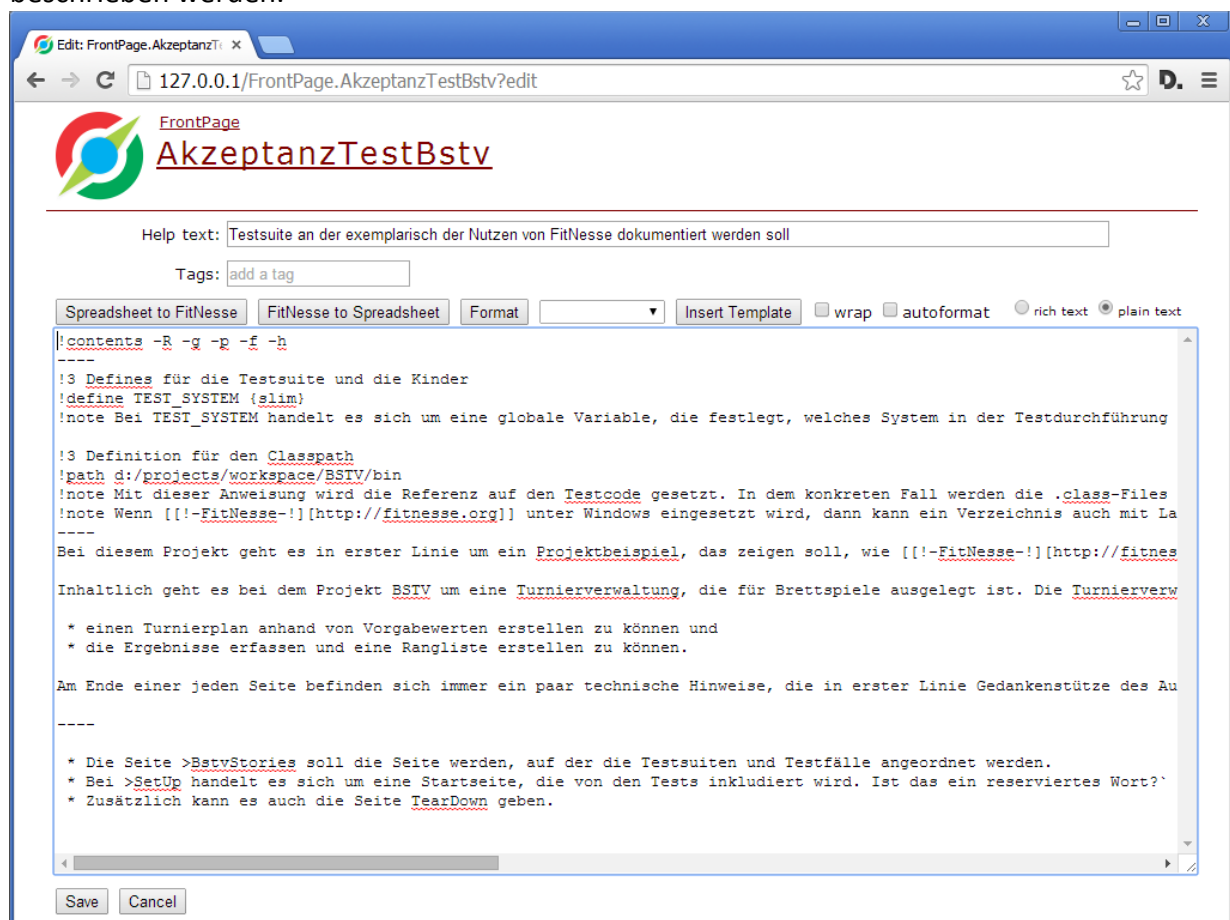 beschrieben werden.
Edit: FrontPage.AkzeptanzTe
127.0.0.1/FrontPage.AkzeptanzTestBstv?edit
D.
FrontPage
AkzeptanzTestBstv
Help text: Testsuite an der exemplarisch der Nutzen von FitNesse dokumentiert werden soll
Tags: add a tag
Spreadsheet to FitNesse FitNesse to Spreadsheet Format Insert Template wrap autoformat rich text plain text
!contents -R -g -p -f -h
----
!3 Defines für die Testsuite und die Kinder
!define TEST_SYSTEM {slim}
!note Bei TEST_SYSTEM handelt es sich um eine globale Variable, die festlegt, welches System in der Testdurchführung
!3 Definition für den Classpath
!path d:/projects/workspace/BSTV/bin
!note Mit dieser Anweisung wird die Referenz auf den Testcode gesetzt. In dem konkreten Fall werden die .class-Files
!note Wenn [[!-FitNesse-!][http://fitnesse.org]] unter Windows eingesetzt wird, dann kann ein Verzeichnis auch mit La
----
Bei diesem Projekt geht es in erster Linie um ein Projektbeispiel, das zeigen soll, wie [[!-FitNesse-!][http://fitnes
Inhaltlich geht es bei dem Projekt BSTV um eine Turnierverwaltung, die für Brettspiele ausgelegt ist. Die Turnierverw
* einen Turnierplan anhand von Vorgabewerten erstellen zu können und
* die Ergebnisse erfassen und eine Rangliste erstellen zu können.
Am Ende einer jeden Seite befinden sich immer ein paar technische Hinweise, die in erster Linie Gedankenstütze des Au
----
* Die Seite >BstvStories soll die Seite werden, auf der die Testsuiten und Testfälle angeordnet werden.
* Bei >SetUp handelt es sich um eine Startseite, die von den Tests inkludiert wird. Ist das ein reserviertes Wort?`
* Zusätzlich kann es auch die Seite TearDown geben.
Save Cancel